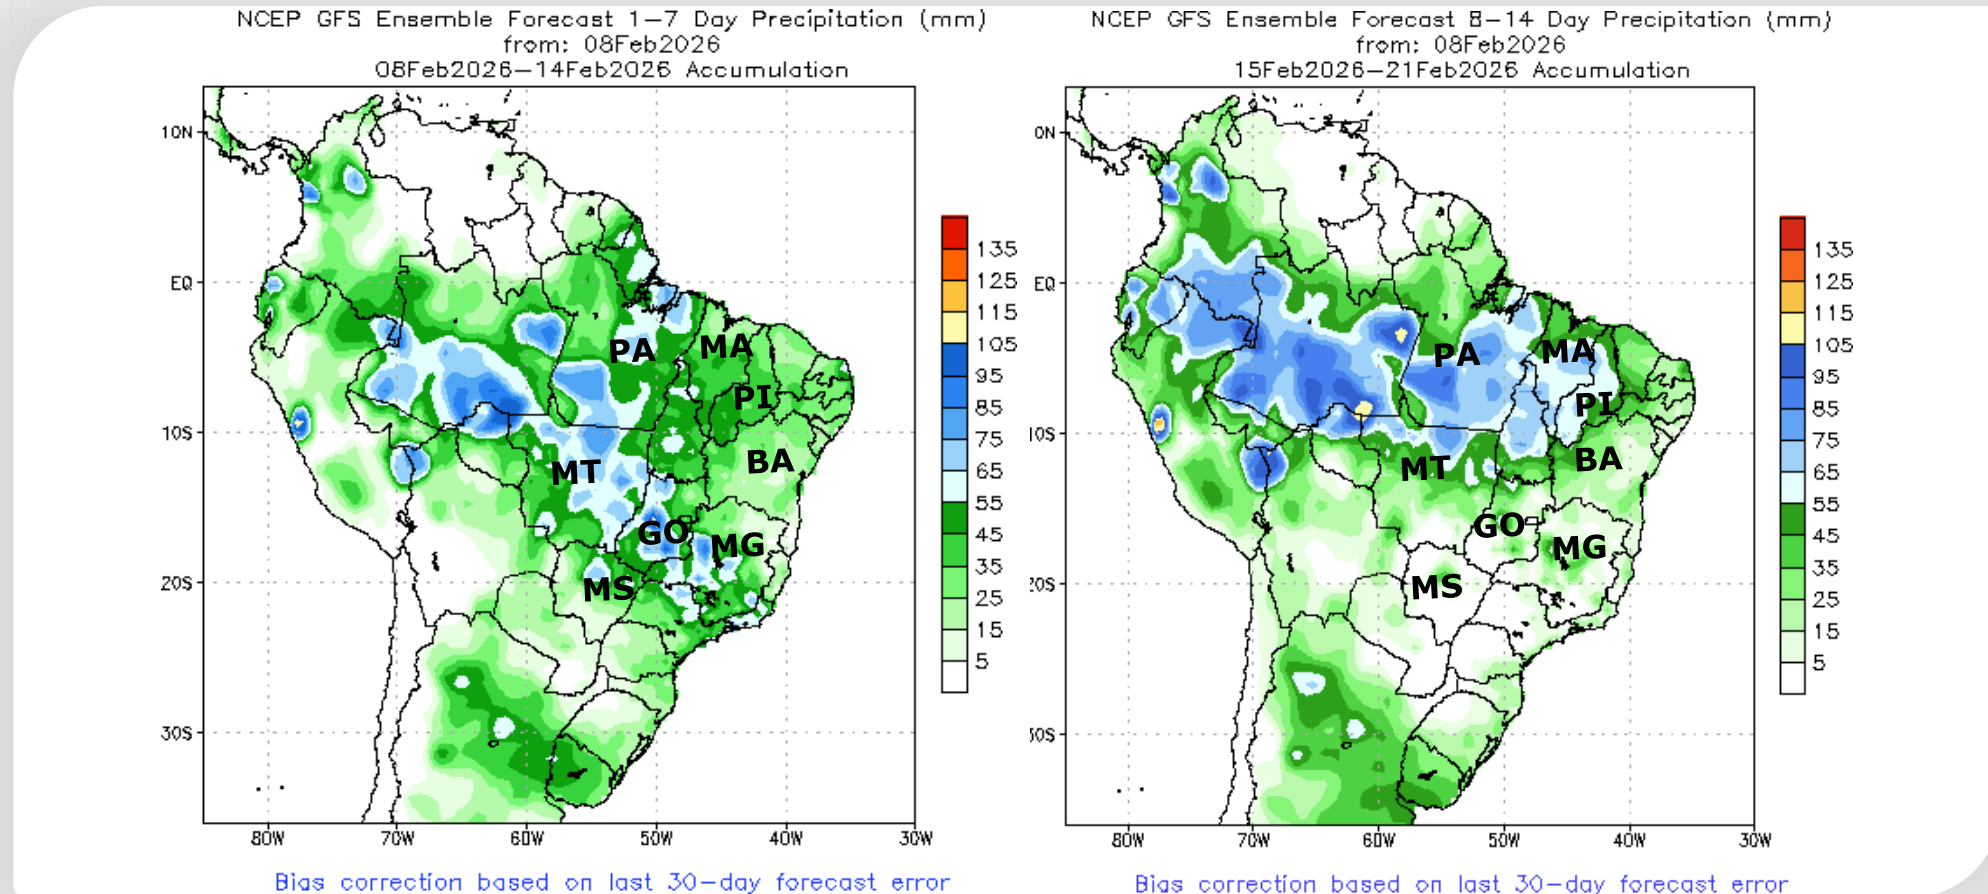 NCEP GFS Ensemble Forecast 1–7 Day Precipitation (mm)
from: 08Feb2026
08Feb2026–14Feb2026 Accumulation
10N
EQ
10S
20S
30S
80W 70W 60W 50W 40W 30W
PA
MA
PI
BA
MT
GO
MG
MS
135
125
115
105
95
85
75
65
55
45
35
25
15
5
Bias correction based on last 30–day forecast error
NCEP GFS Ensemble Forecast 8–14 Day Precipitation (mm)
from: 08Feb2026
15Feb2026–21Feb2026 Accumulation
0N
EQ
10S
20S
30S
80W 70W 60W 50W 40W 30W
PA
MA
PI
BA
MT
GO
MG
MS
135
125
115
105
95
85
75
65
55
45
35
25
15
5
Bias correction based on last 30–day forecast error